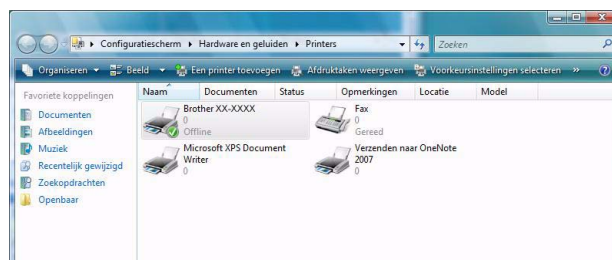 Configuratiescherm ▸ Hardware en geluiden ▸ Printers
Zoeken
Organiseren Beeld Een printer toevoegen Afdruktaken weergeven Voorkeursinstellingen selecteren »
Favoriete koppelingen
Documenten
Afbeeldingen
Muziek
Recentelijk gewijzigd
Zoekopdrachten
Openbaar
Naam Documenten Status Opmerkingen Locatie Model
Brother XX-XXXX
0
Offline
Fax
0
Gereed
Microsoft XPS Document
Writer
0
Verzenden naar OneNote
2007
0